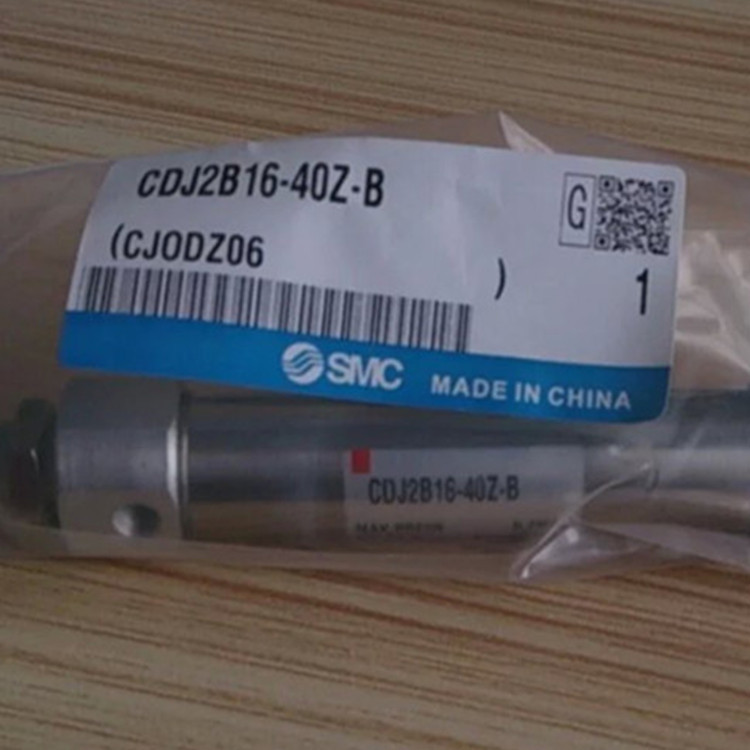 CDJ2B16-40Z-B
G
(CJODZ06
)
1
SMC MADE IN CHINA
CDJ2B16-40Z-B